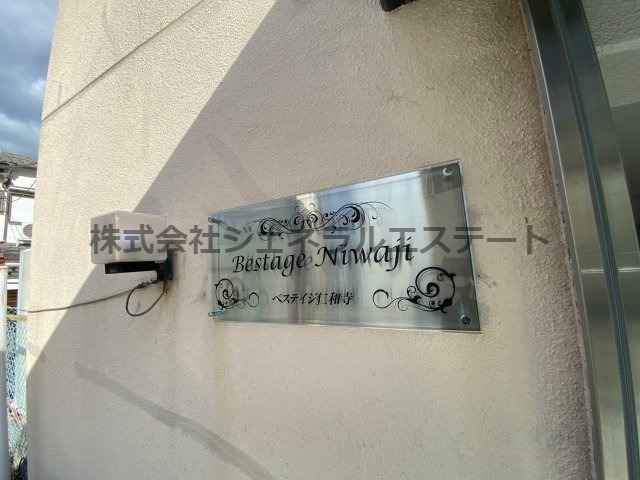 株式会社ジェネラルエステート
Bestage Niwaji
ベステイジ仁和寺